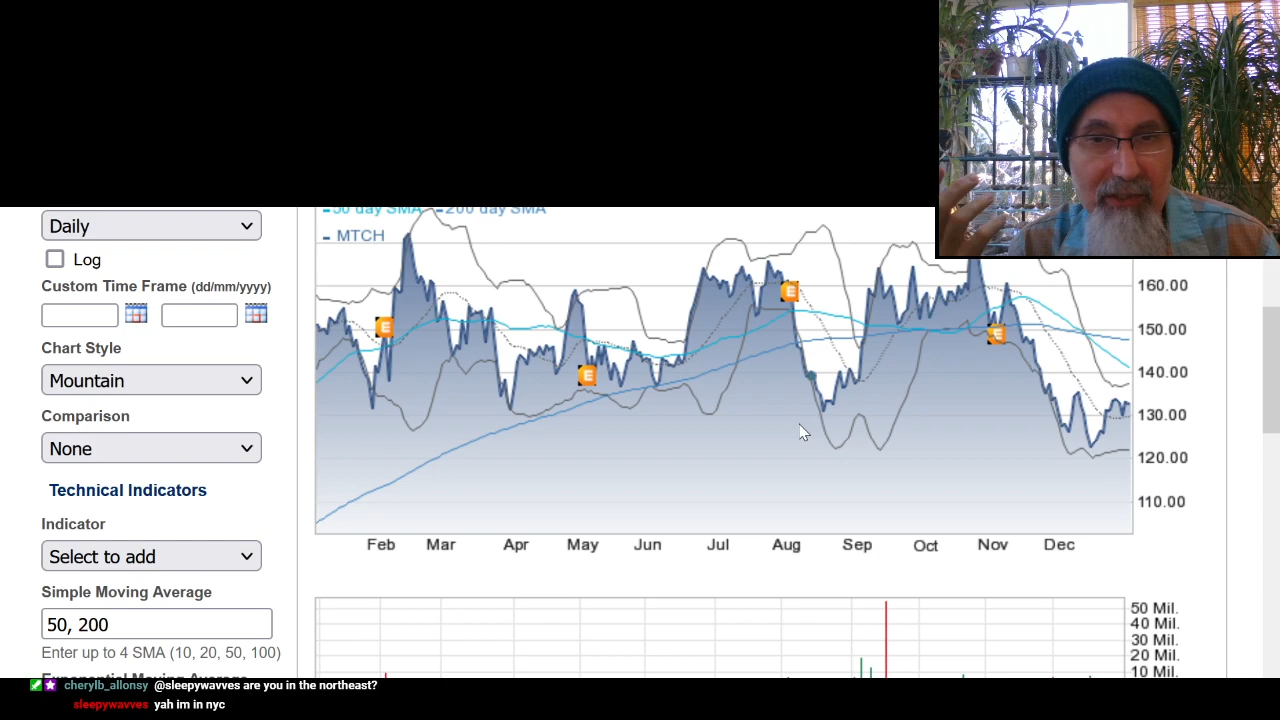 50 day SMA 200 day SMA
MTCH
Daily
Log
Custom Time Frame (dd/mm/yyyy)
Chart Style
Mountain
Comparison
None
Technical Indicators
Indicator
Select to add
Simple Moving Average
50, 200
Enter up to 4 SMA (10, 20, 50, 100)
Exponential Moving Average
E
E
E
E
160.00
150.00
140.00
130.00
120.00
110.00
Feb Mar Apr May Jun Jul Aug Sep Oct Nov Dec
50 Mil.
40 Mil.
30 Mil.
20 Mil.
10 Mil.
cherylb_allonsy @sleepywavves are you in the northeast?
sleepywavves yah im in nyc